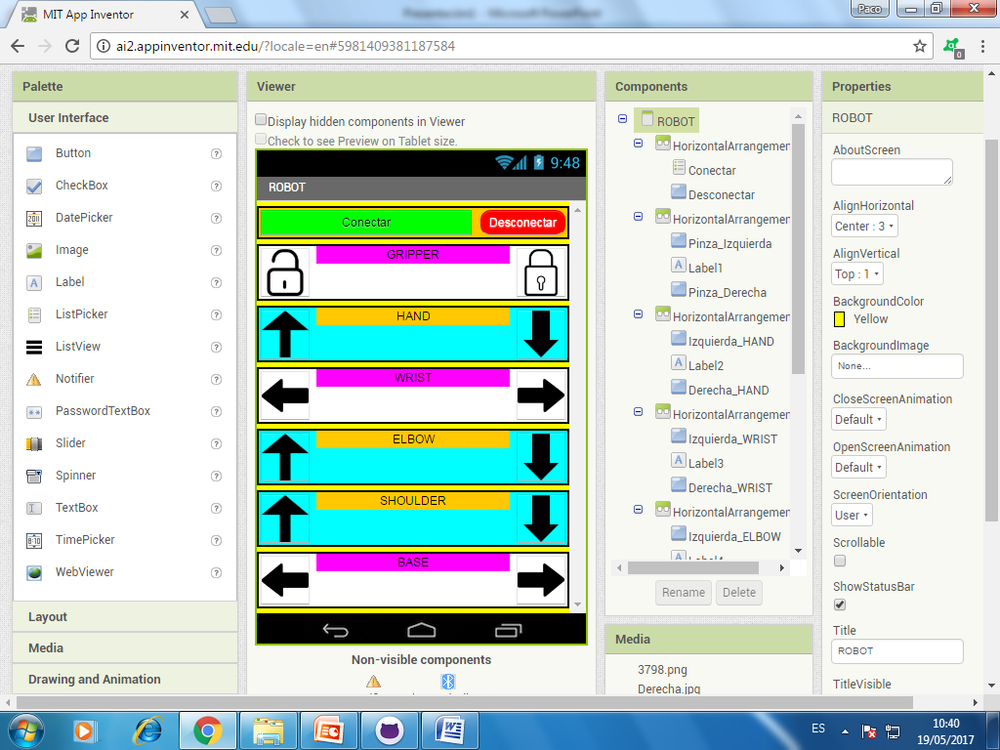 MIT App Inventor
Paco
ai2.appinventor.mit.edu/?locale=en#5981409381187584
0
Palette
User Interface
Button ?
CheckBox ?
DatePicker ?
Image ?
Label ?
ListPicker ?
ListView ?
Notifier ?
PasswordTextBox ?
Slider ?
Spinner ?
TextBox ?
TimePicker ?
WebViewer ?
Layout
Media
Drawing and Animation
Viewer
Display hidden components in Viewer
Check to see Preview on Tablet size.
9:48
ROBOT
Conectar Desconectar
GRIPPER
HAND
WRIST
ELBOW
SHOULDER
BASE
Non-visible components
Components
ROBOT
HorizontalArrangemen
Conectar
Desconectar
HorizontalArrangemen
Pinza_Izquierda
A Label1
Pinza_Derecha
HorizontalArrangemen
Izquierda_HAND
A Label2
Derecha_HAND
HorizontalArrangemen
Izquierda_WRIST
A Label3
Derecha_WRIST
HorizontalArrangemen
Izquierda_ELBOW
Label4
Rename Delete
Media
3798.png
Derecha.jpg
Properties
ROBOT
AboutScreen
AlignHorizontal
Center : 3
AlignVertical
Top : 1
BackgroundColor
Yellow
BackgroundImage
None...
CloseScreenAnimation
Default
OpenScreenAnimation
Default
ScreenOrientation
User
Scrollable
ShowStatusBar
Title
ROBOT
TitleVisible
ES
10:40
19/05/2017